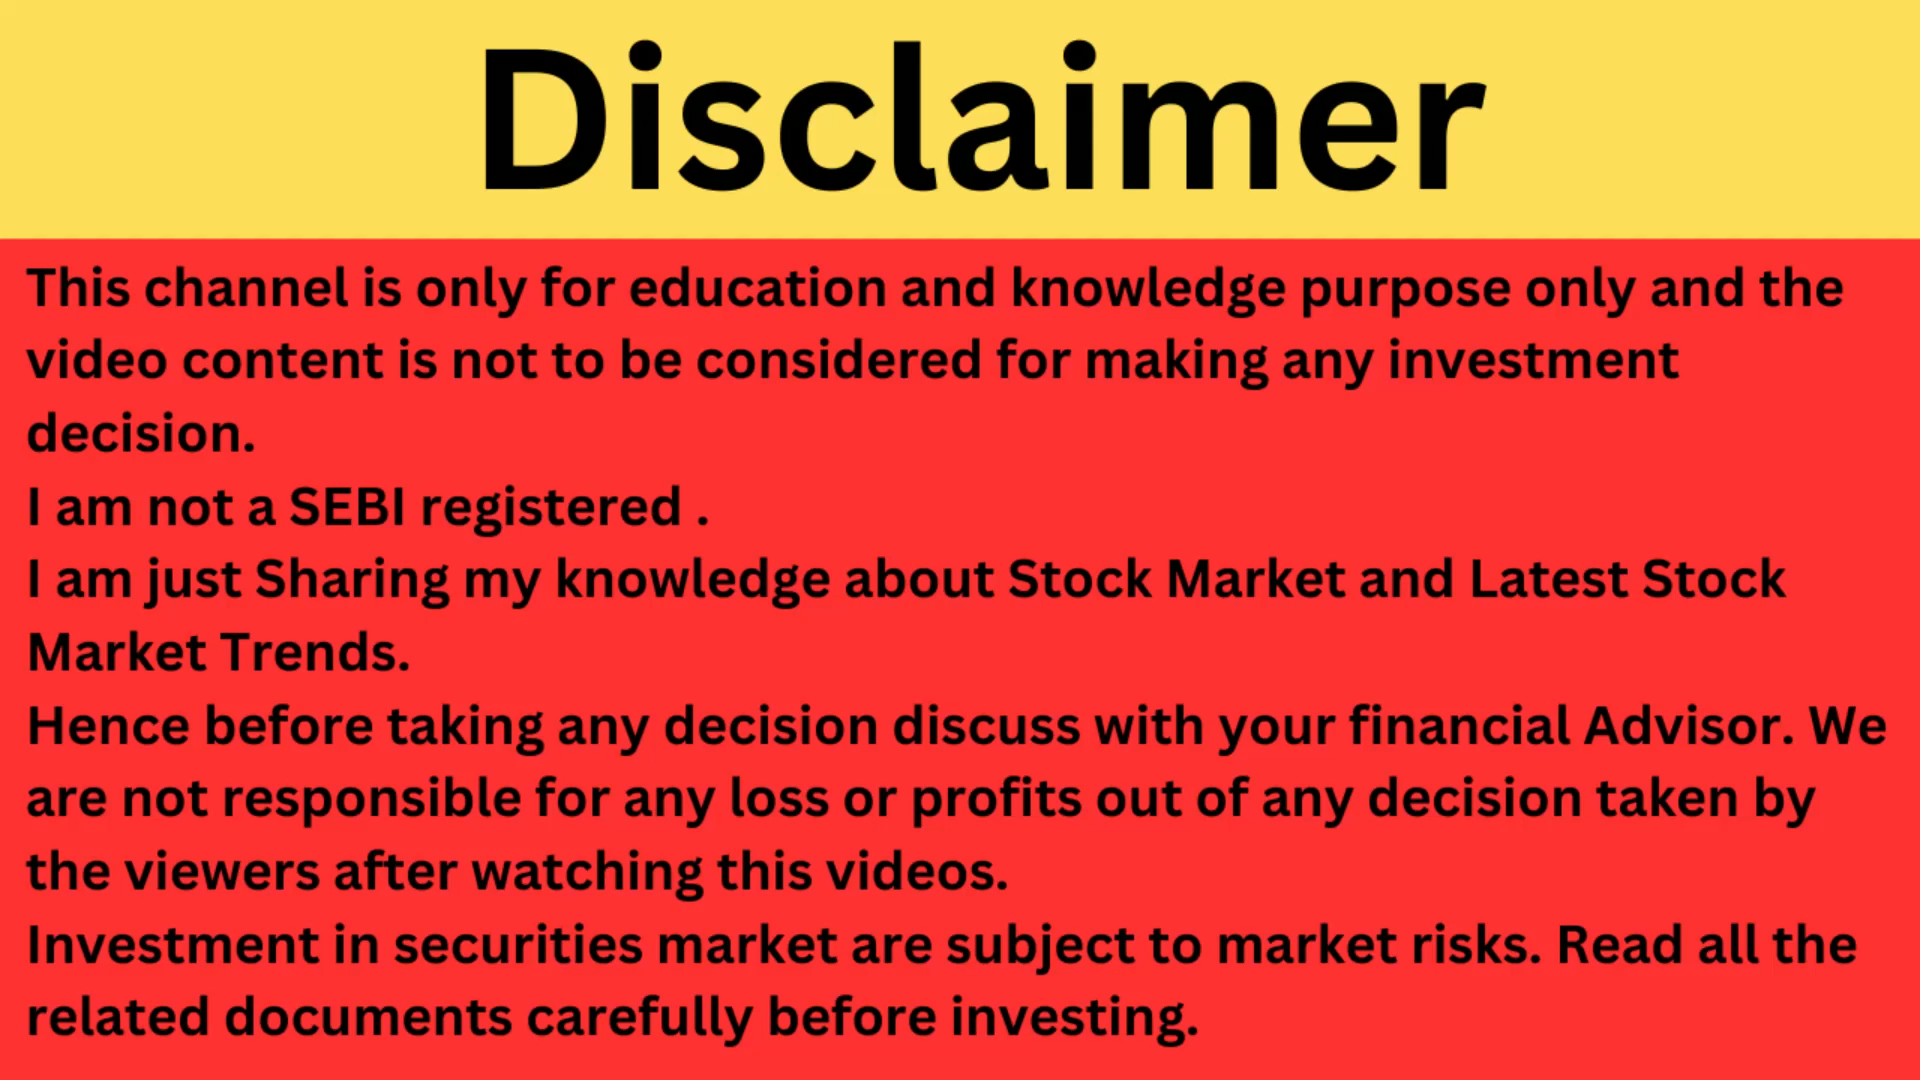 Disclaimer
This channel is only for education and knowledge purpose only and the
video content is not to be considered for making any investment
decision.
I am not a SEBI registered .
I am just Sharing my knowledge about Stock Market and Latest Stock
Market Trends.
Hence before taking any decision discuss with your financial Advisor. We
are not responsible for any loss or profits out of any decision taken by
the viewers after watching this videos.
Investment in securities market are subject to market risks. Read all the
related documents carefully before investing.